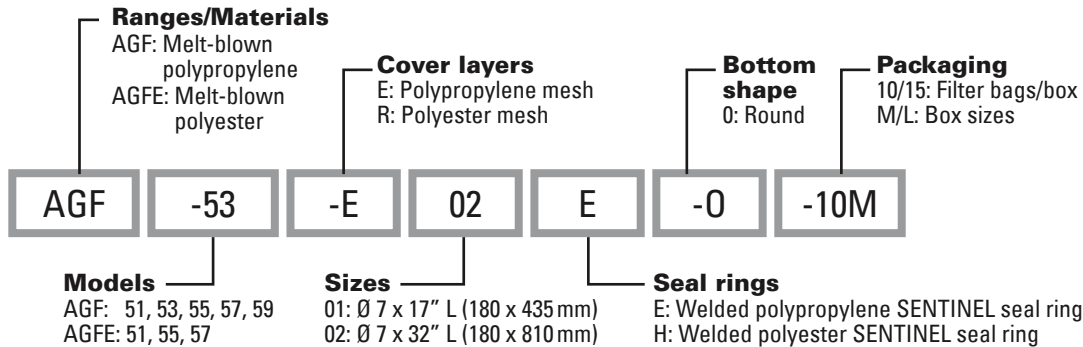 Ranges/Materials
AGF: Melt-blown
polypropylene
AGFE: Melt-blown
polyester
Cover layers
E: Polypropylene mesh
R: Polyester mesh
Bottom
shape
0: Round
Packaging
10/15: Filter bags/box
M/L: Box sizes
AGF
-53
-E
02
E
-O
-10M
Models
AGF: 51, 53, 55, 57, 59
AGFE: 51, 55, 57
Sizes
01: Ø 7 x 17” L (180 x 435 mm)
02: Ø 7 x 32” L (180 x 810 mm)
Seal rings
E: Welded polypropylene SENTINEL seal ring
H: Welded polyester SENTINEL seal ring